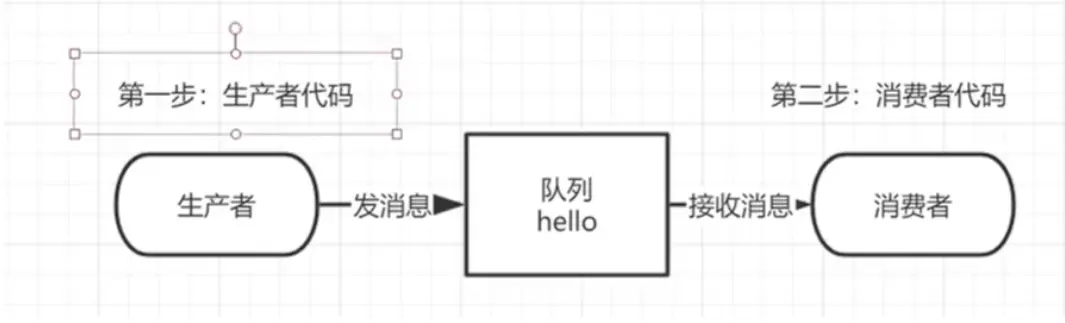 第一步：生产者代码
第二步：消费者代码
生产者
发消息
队列
hello
接收消息
消费者